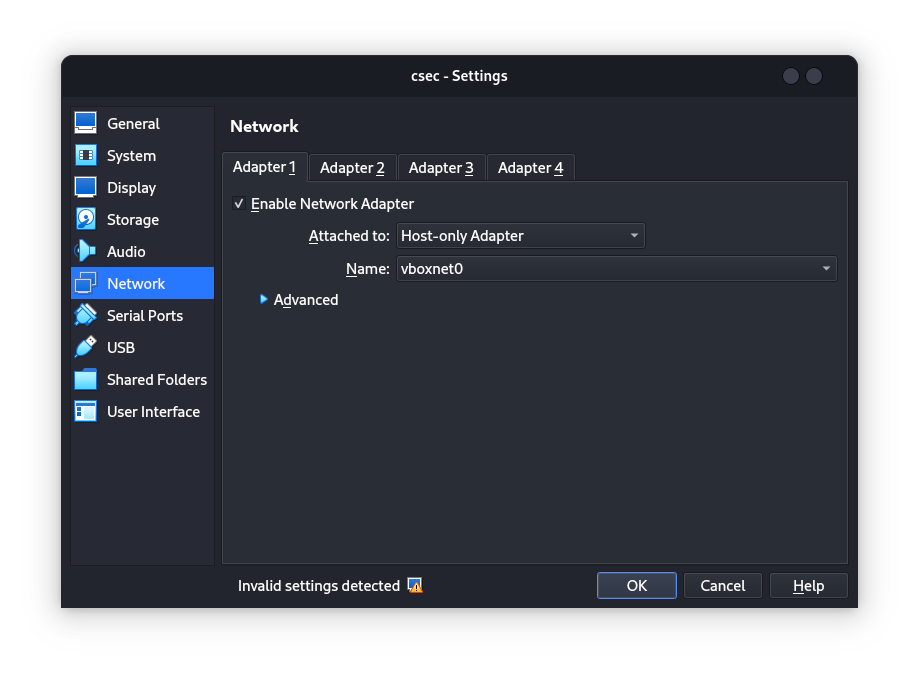 csec - Settings
General
System
Display
Storage
Audio
Network
Serial Ports
USB
Shared Folders
User Interface
Network
Adapter 1 Adapter 2 Adapter 3 Adapter 4
Enable Network Adapter
Attached to: Host-only Adapter
Name: vboxnet0
Advanced
Invalid settings detected
OK Cancel Help